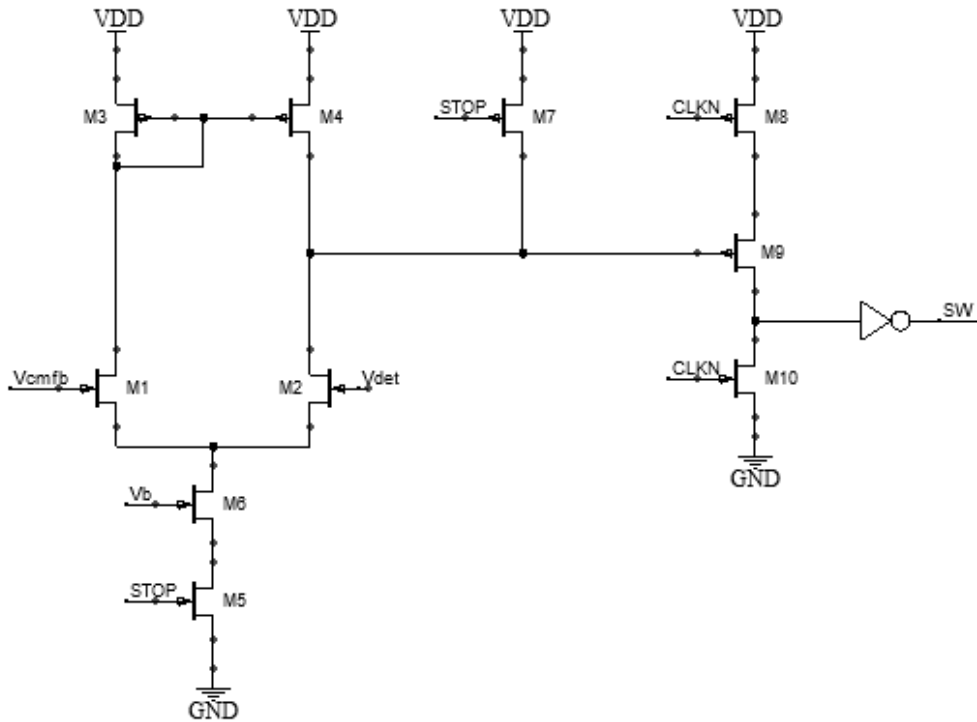 VDD VDD VDD VDD
M3 M4 STOP M7 CLKN M8
M9
SW
Vcmfb M1 M2 Vdet CLKN M10
GND
Vb M6
STOP M5
GND